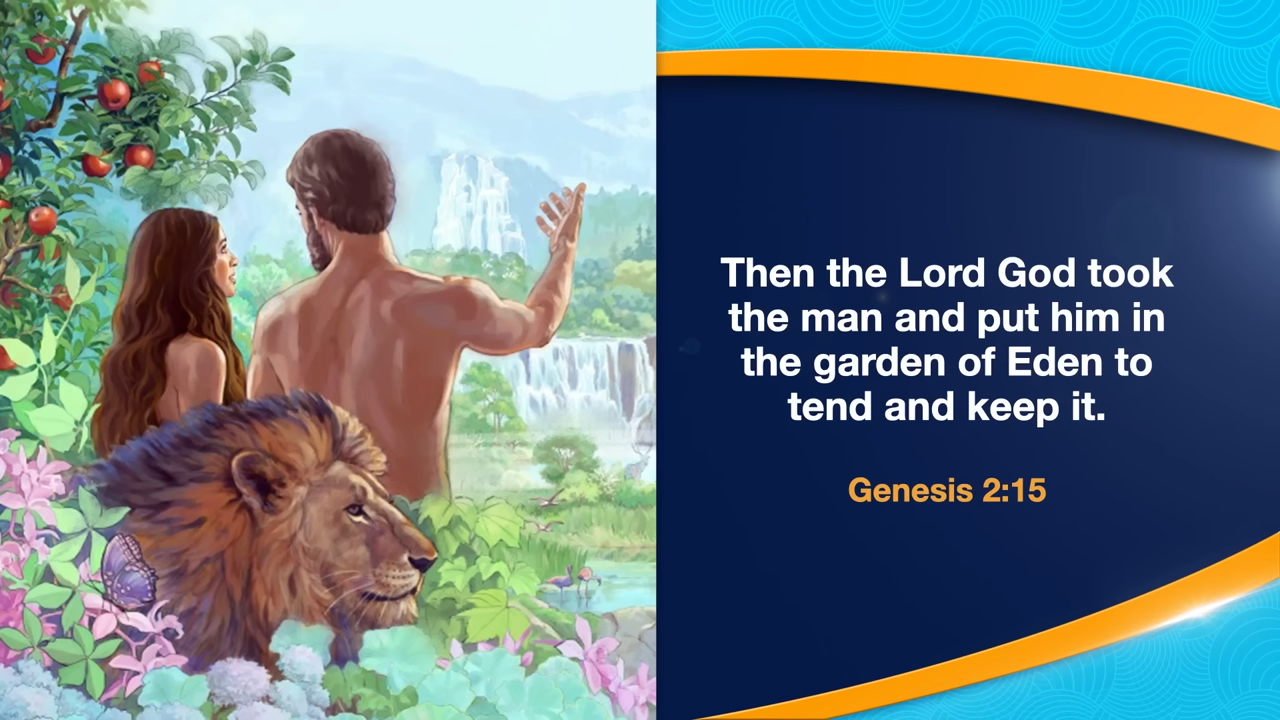 Then the Lord God took
the man and put him in
the garden of Eden to
tend and keep it.
Genesis 2:15